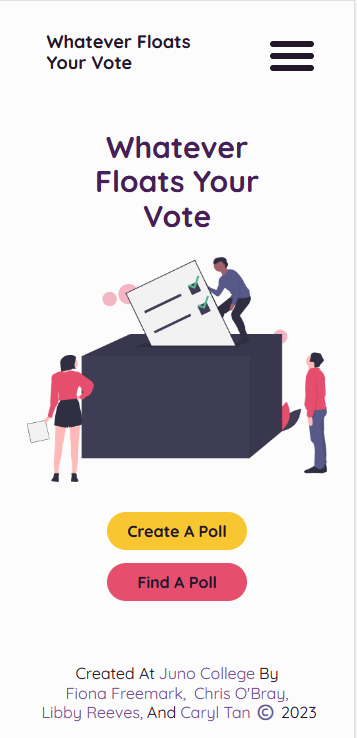 Whatever Floats
Your Vote
Whatever
Floats Your
Vote
Create A Poll
Find A Poll
Created At Juno College By
Fiona Freemark, Chris O'Bray,
Libby Reeves, And Caryl Tan © 2023